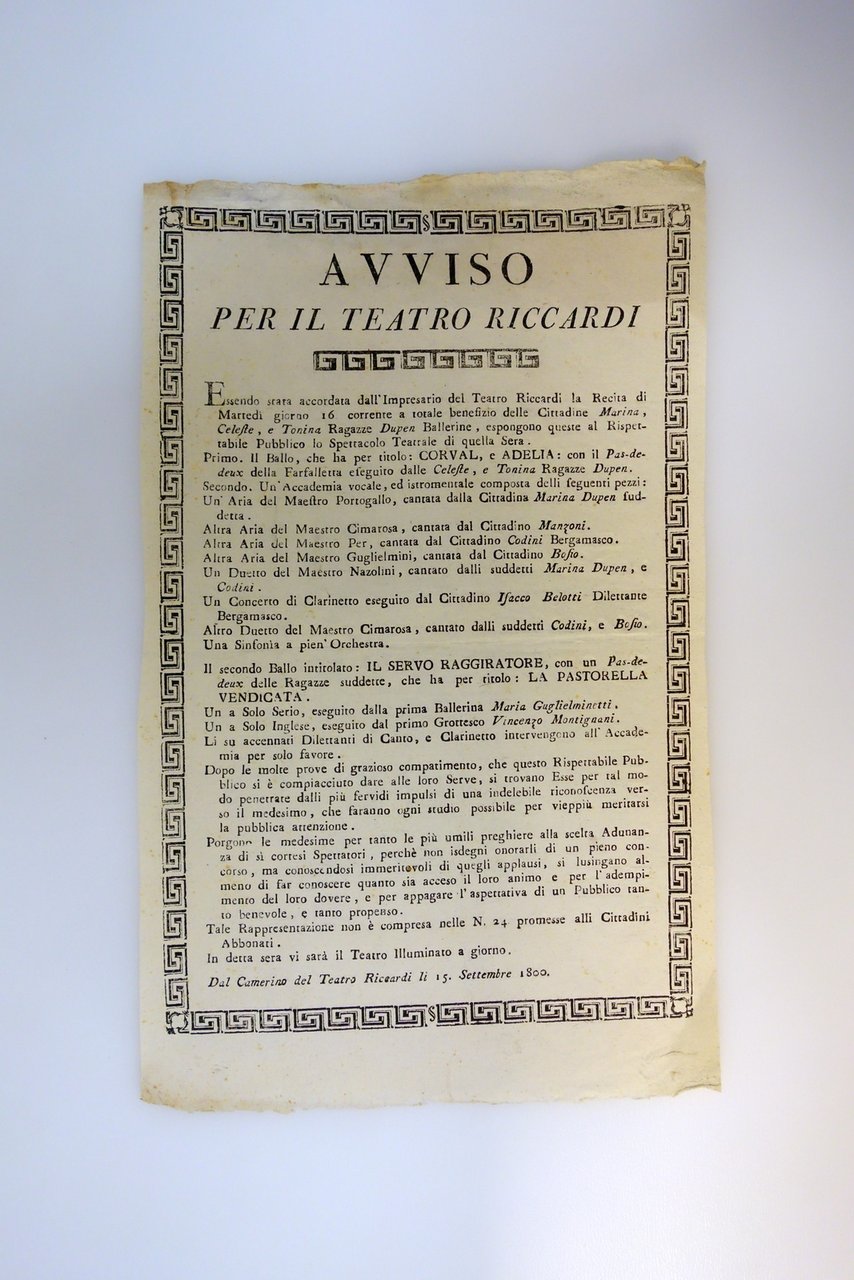 AVVISO
PER IL TEATRO RICCARDI
Essendo stata accordata dall'Impresario del Teatro Riccardi la Recita di
Martedì giorno 16 corrente a totale benefizio delle Cittadine Marina,
Celeſte, e Tonina Ragazze Dupen Ballerine, espongono queste al Rispet-
tabile Pubblico lo Spettacolo Teatrale di quella Sera.
Primo. Il Ballo, che ha per titolo: CORVAL, e ADELIA: con il Pas-de-
deux della Farfalletta eſeguito dalle Celeſte, e Tonina Ragazze Dupen.
Secondo. Un'Accademia vocale, ed istromentale composta delli ſeguenti pezzi:
Un' Aria del Maeſtro Portogallo, cantata dalla Cittadina Marina Dupen ſud-
detta.
Altra Aria del Maestro Cimarosa, cantata dal Cittadino Manzoni.
Altra Aria del Maestro Per, cantata dal Cittadino Codini Bergamasco.
Altra Aria del Maestro Guglielmini, cantata dal Cittadino Boſio.
Un Duetto del Maestro Nazolini, cantato dalli suddetti Marina Dupen, e
Codini.
Un Concerto di Clarinetto eseguito dal Cittadino Iſacco Belotti Dilettante
Bergamasco.
Altro Duetto del Maestro Cimarosa, cantato dalli suddetti Codini, e Boſio.
Una Sinfonia a pien' Orchestra.
Il secondo Ballo intitolato: IL SERVO RAGGIRATORE, con un Pas-de-
deux delle Ragazze suddette, che ha per titolo: LA PASTORELLA
VENDICATA.
Un a Solo Serio, eseguito dalla prima Ballerina Maria Guglielminetti.
Un a Solo Inglese, eseguito dal primo Grottesco Vincenzo Montignani.
Li su accennati Dilettanti di Canto, e Clarinetto intervengono all' Accade-
mia per solo favore.
Dopo le molte prove di grazioso compatimento, che questo Rispettabile Pub-
blico si è compiacciuto dare alle loro Serve, si trovano Esse per tal mo-
do penetrate dalli più fervidi impulsi di una indelebile riconoſcenza ver-
so il medesimo, che faranno ogni studio possibile per vieppiù meritarsi
la pubblica attenzione.
Porgono le medesime per tanto le più umili preghiere alla scelta Adunan-
za di sì cortesi Spettatori, perchè non isdegni onorarli di un pieno con-
corso, ma conoscendosi immeritevoli di quegli applausi, si lusingano al-
meno di far conoscere quanto sia acceso il loro animo e per l'adempi-
mento del loro dovere, e per appagare l'aspettativa di un Pubblico tan-
to benevole, e tanto propenso.
Tale Rappresentazione non è compresa nelle N. 24 promesse alli Cittadini
Abbonati.
In detta sera vi sarà il Teatro Illuminato a giorno.
Dal Camerino del Teatro Riccardi li 15. Settembre 1800.